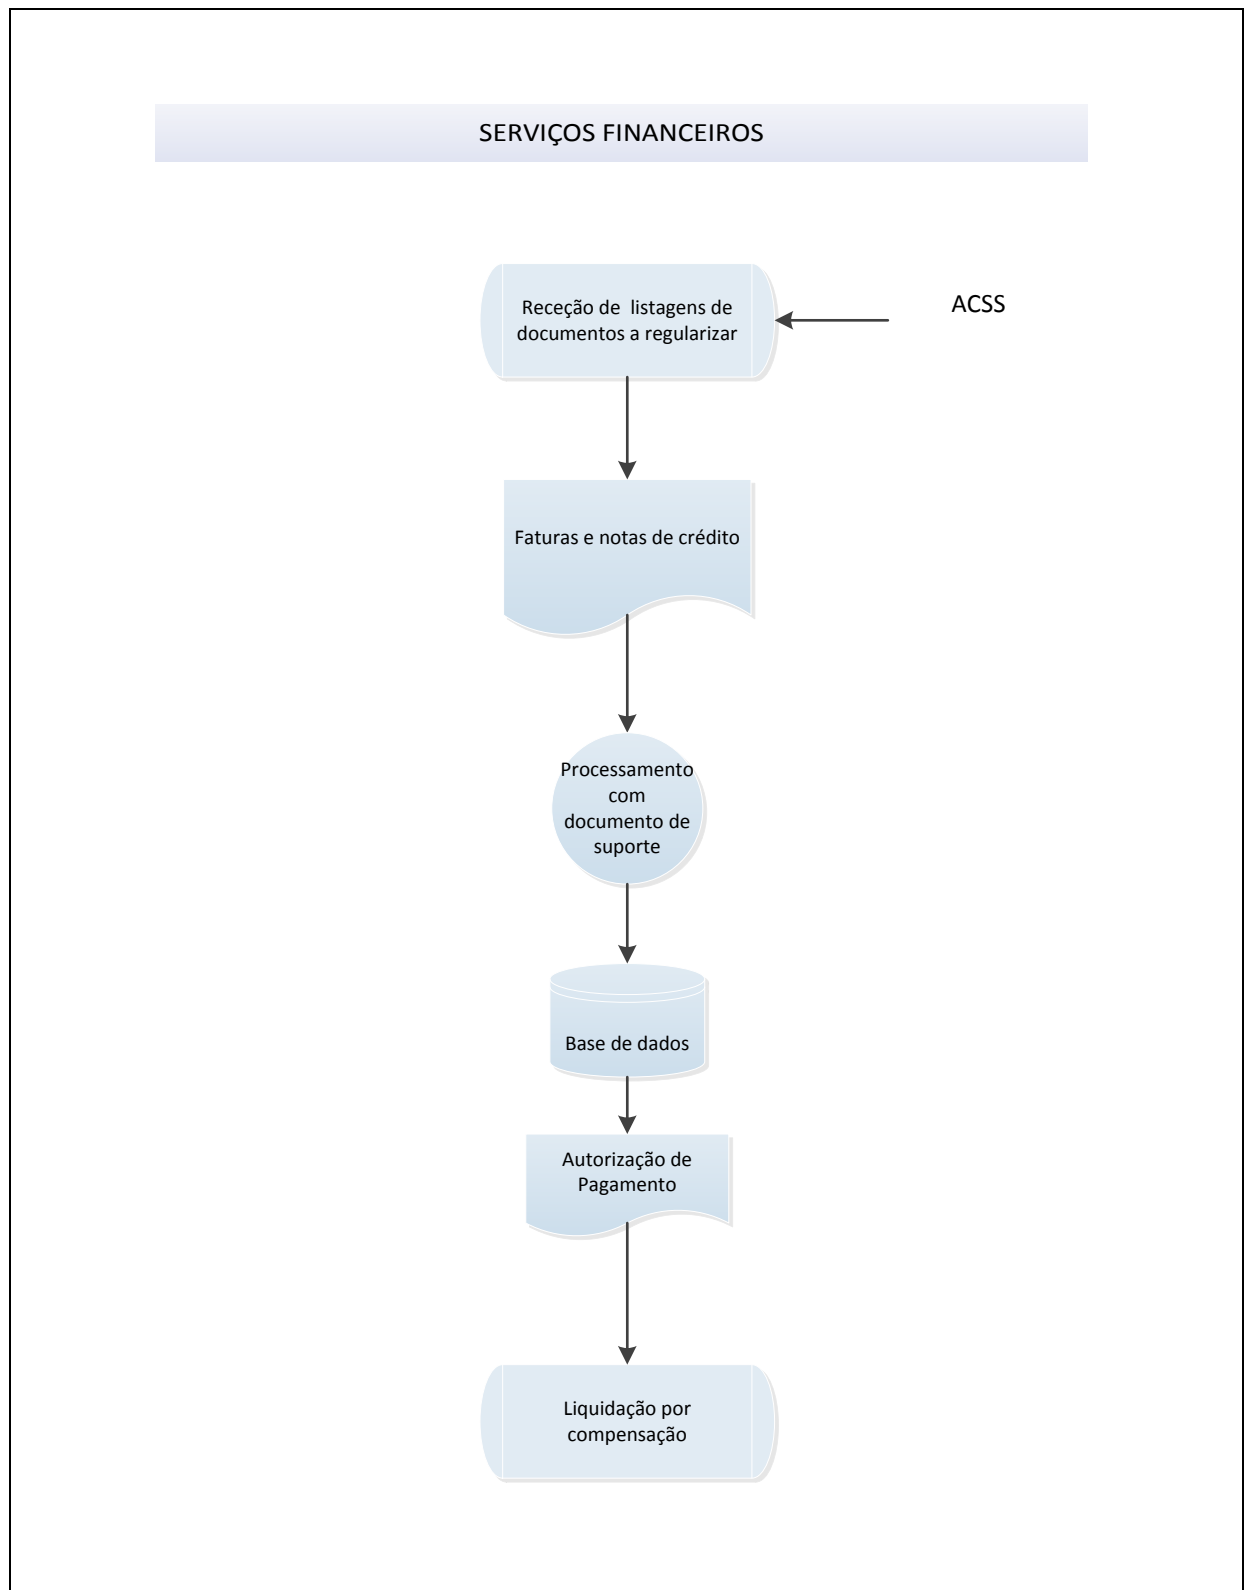 SERVIÇOS FINANCEIROS
Receção de  listagens de
documentos a regularizar
ACSS
Faturas e notas de crédito
Processamento
com
documento de
suporte
Base de dados
Autorização de
Pagamento
Liquidação por
compensação